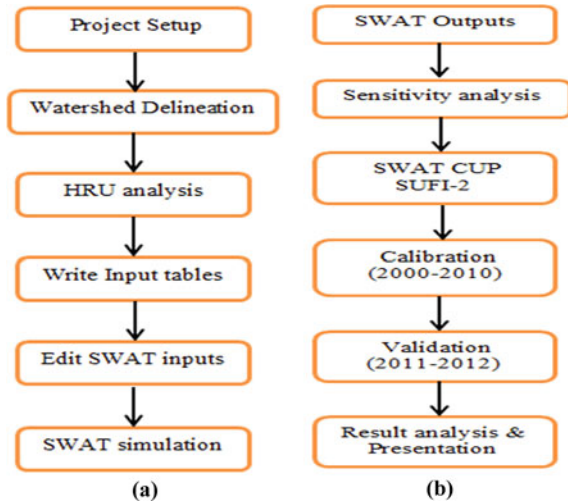 Project Setup
Watershed Delineation
HRU analysis
Write Input tables
Edit SWAT inputs
SWAT simulation
(a)
SWAT Outputs
Sensitivity analysis
SWAT CUP
SUFI-2
Calibration
(2000-2010)
Validation
(2011-2012)
Result analysis &
Presentation
(b)